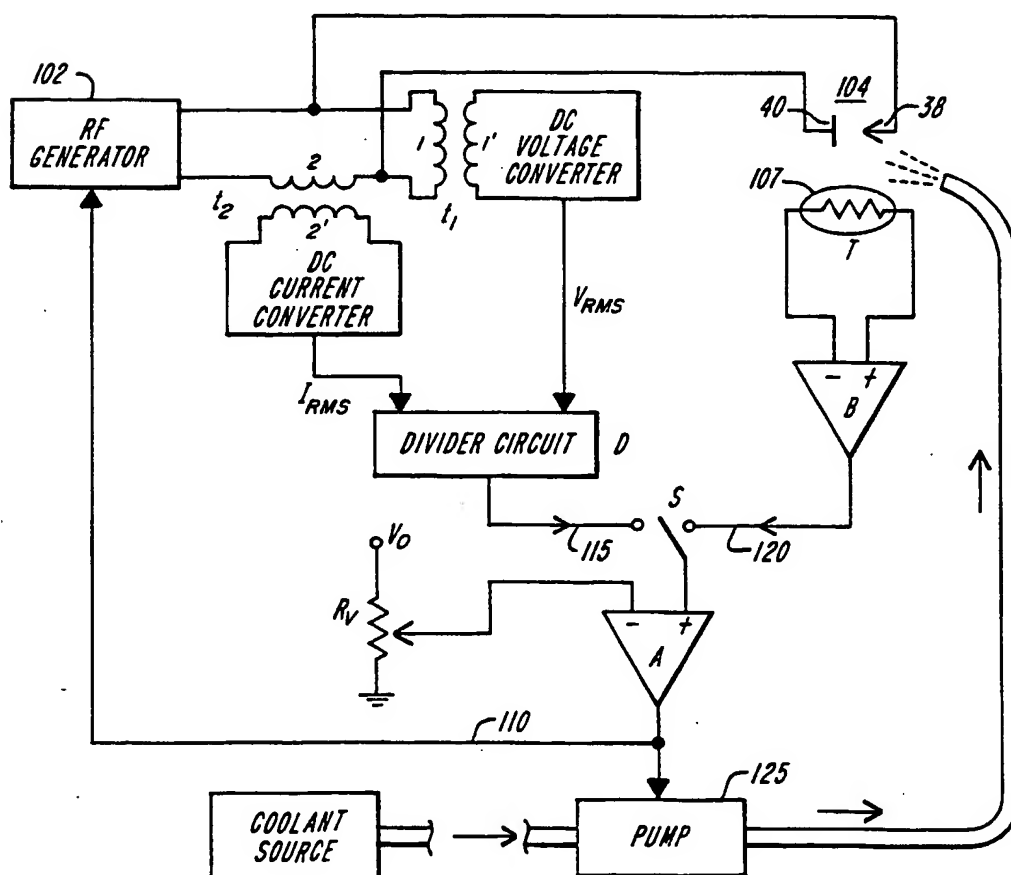 102
RF
GENERATOR
2
t2
2'
1
t1
1'
DC
VOLTAGE
CONVERTER
DC
CURRENT
CONVERTER
IRMS
VRMS
DIVIDER CIRCUIT
D
104
40
38
107
T
- +
B
S
115
120
Vo
RV
- +
A
110
125
COOLANT
SOURCE
PUMP